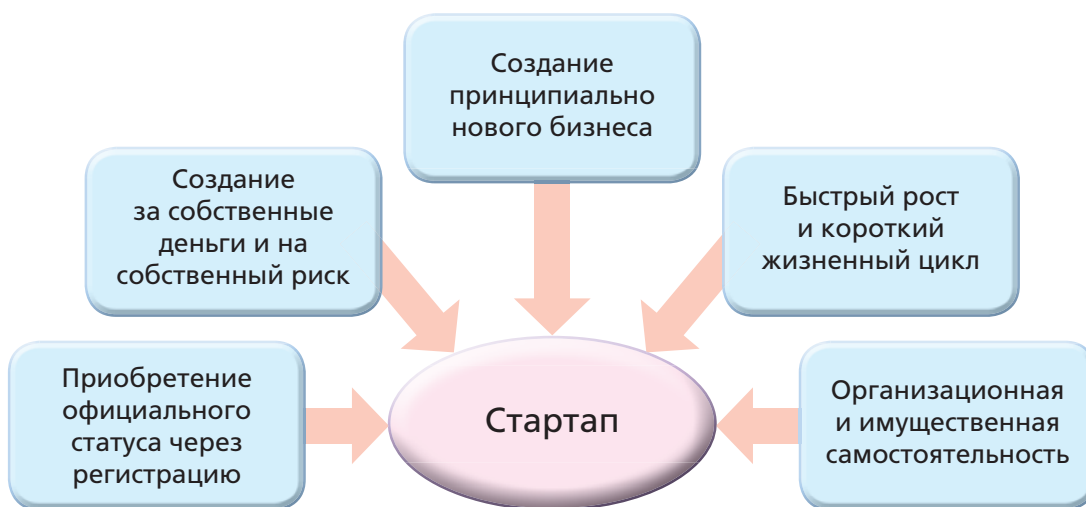 Создание
принципиально
нового бизнеса
Создание
за собственные
деньги и на
собственный риск
Быстрый рост
и короткий
жизненный цикл
Приобретение
официального
статуса через
регистрацию
Стартап
Организационная
и имущественная
самостоятельность